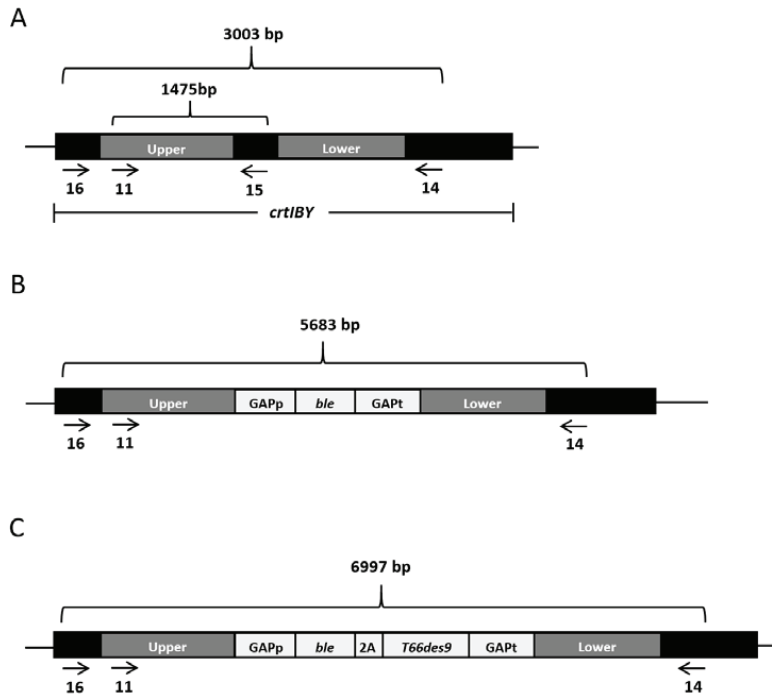 A
3003 bp
1475bp
Upper Lower
16 11 15 14
crtIBY
B
5683 bp
Upper GAPp ble GAPt Lower
16 11 14
C
6997 bp
Upper GAPp ble 2A T66des9 GAPt Lower
16 11 14